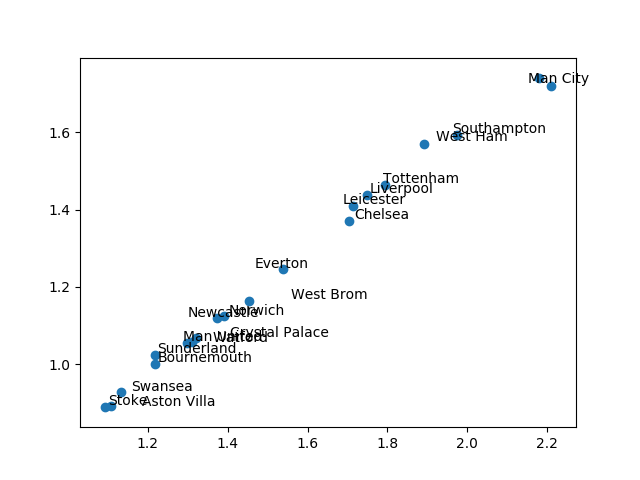 Man City
1.6
Southampton
West Ham
Tottenham
Liverpool
Leicester
1.4
Chelsea
Everton
1.2
West Brom
Norwich
Newcastle
Crystal Palace
Man United
Watford
Sunderland
Bournemouth
1.0
Swansea
Stoke
Aston Villa
1.2 1.4 1.6 1.8 2.0 2.2